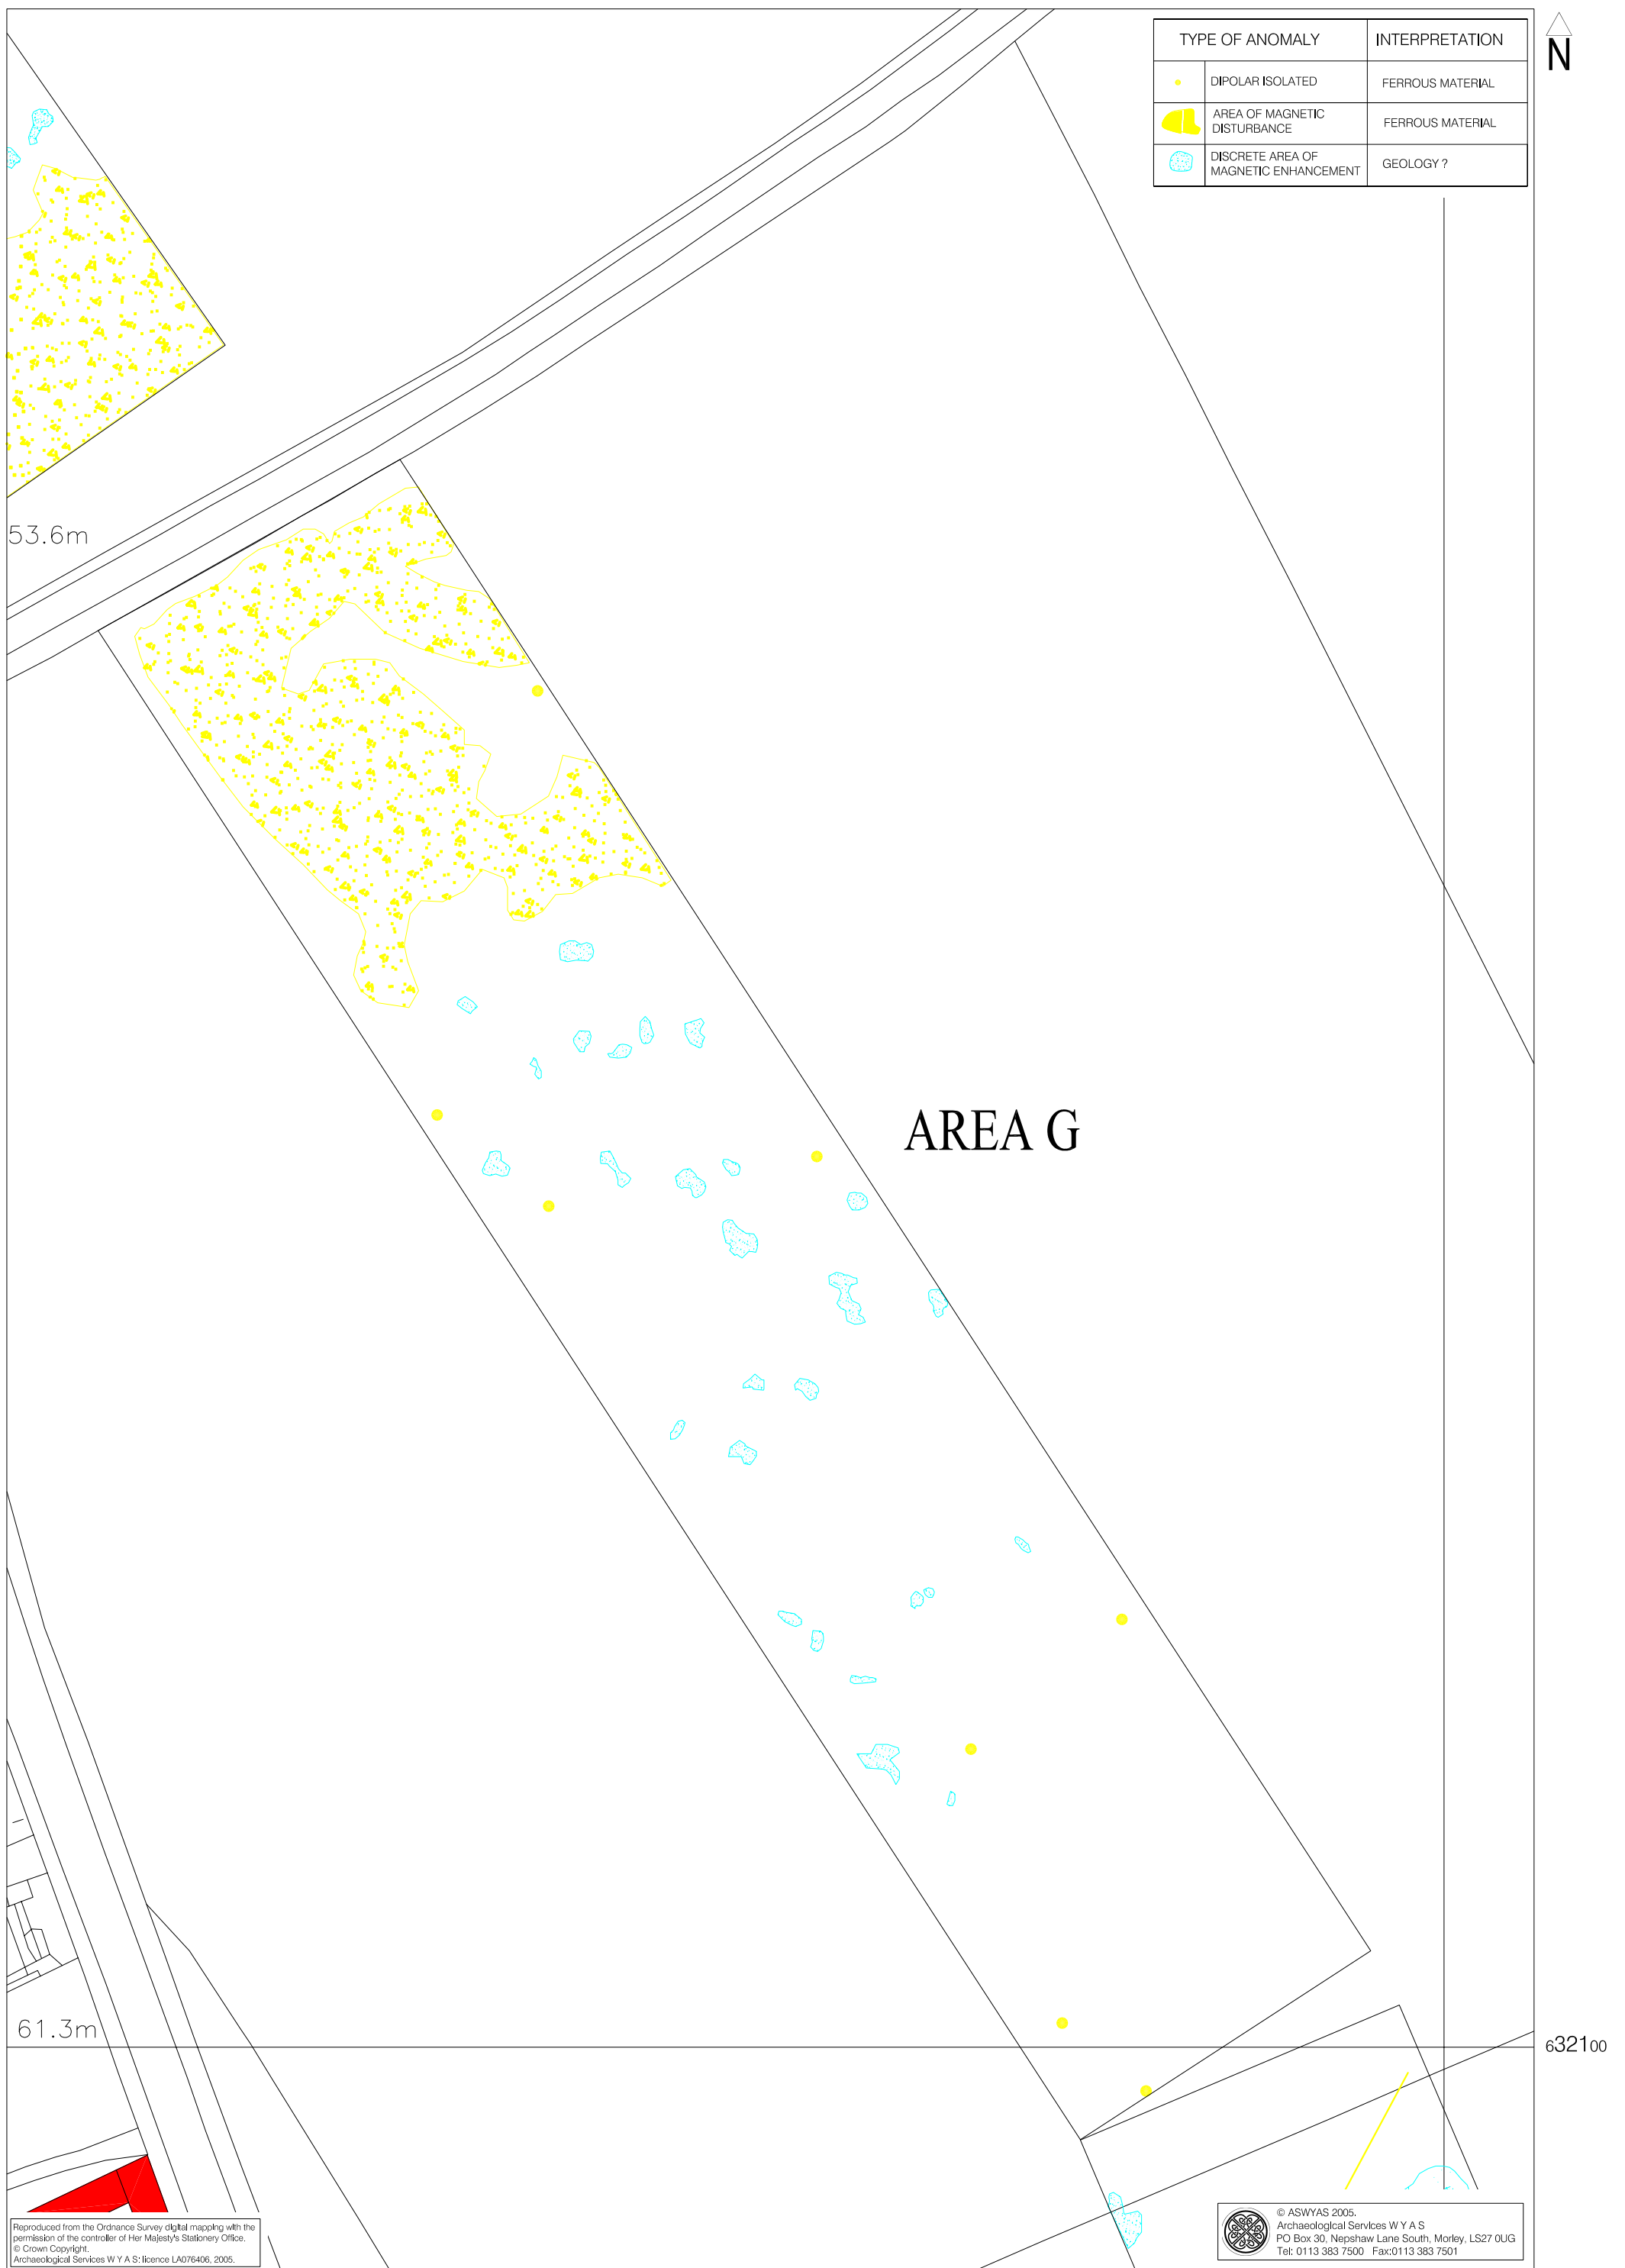 TYPE OF ANOMALY INTERPRETATION
N
DIPOLAR ISOLATED FERROUS MATERIAL
AREA OF MAGNETIC
DISTURBANCE
FERROUS MATERIAL
DISCRETE AREA OF
MAGNETIC ENHANCEMENT
GEOLOGY ?
53.6m
AREA G
61.3m
632100
Reproduced from the Ordnance Survey digital mapping with the
permission of the controller of Her Majesty's Stationery Office.
© Crown Copyright.
Archaeological Services W Y A S: licence LA076406, 2005.
© ASWYAS 2005.
Archaeological Services W Y A S
PO Box 30, Nepshaw Lane South, Morley, LS27 0UG
Tel: 0113 383 7500 Fax:0113 383 7501